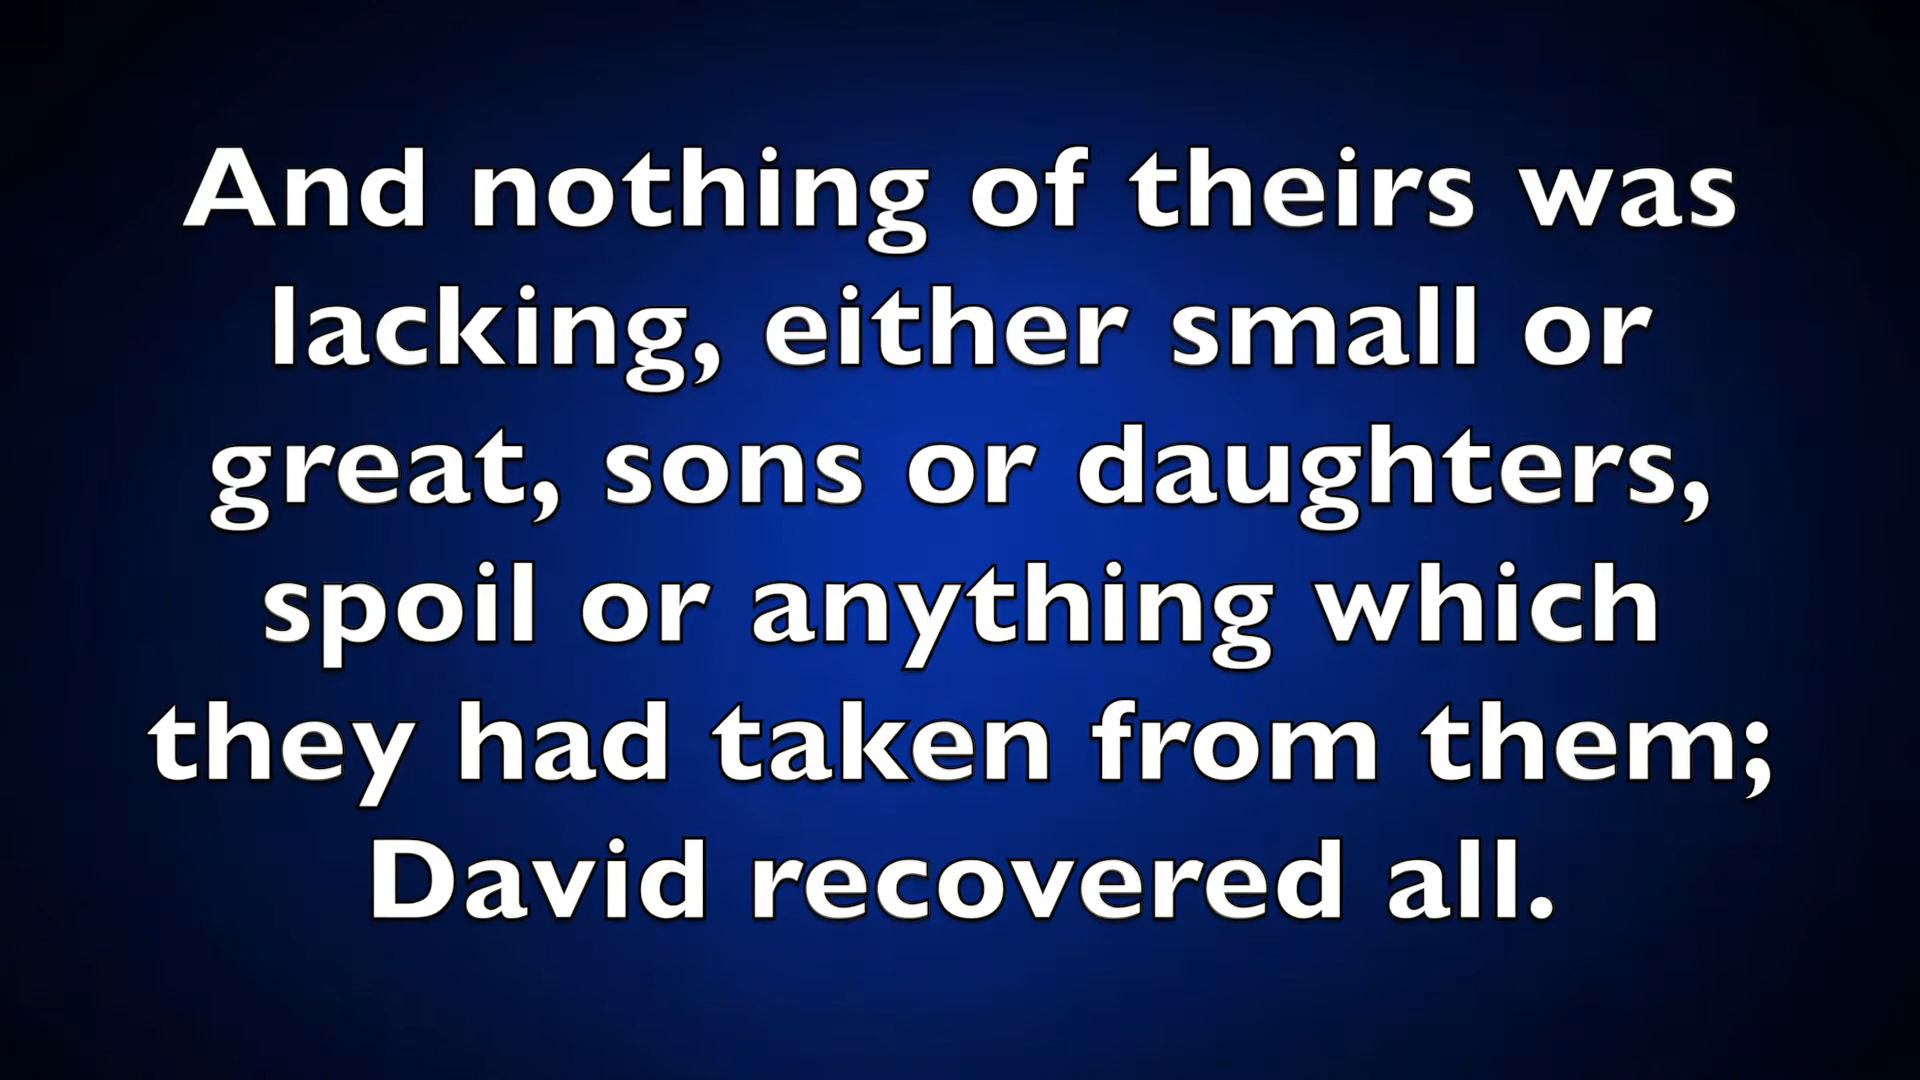 And nothing of theirs was
lacking, either small or
great, sons or daughters,
spoil or anything which
they had taken from them;
David recovered all.